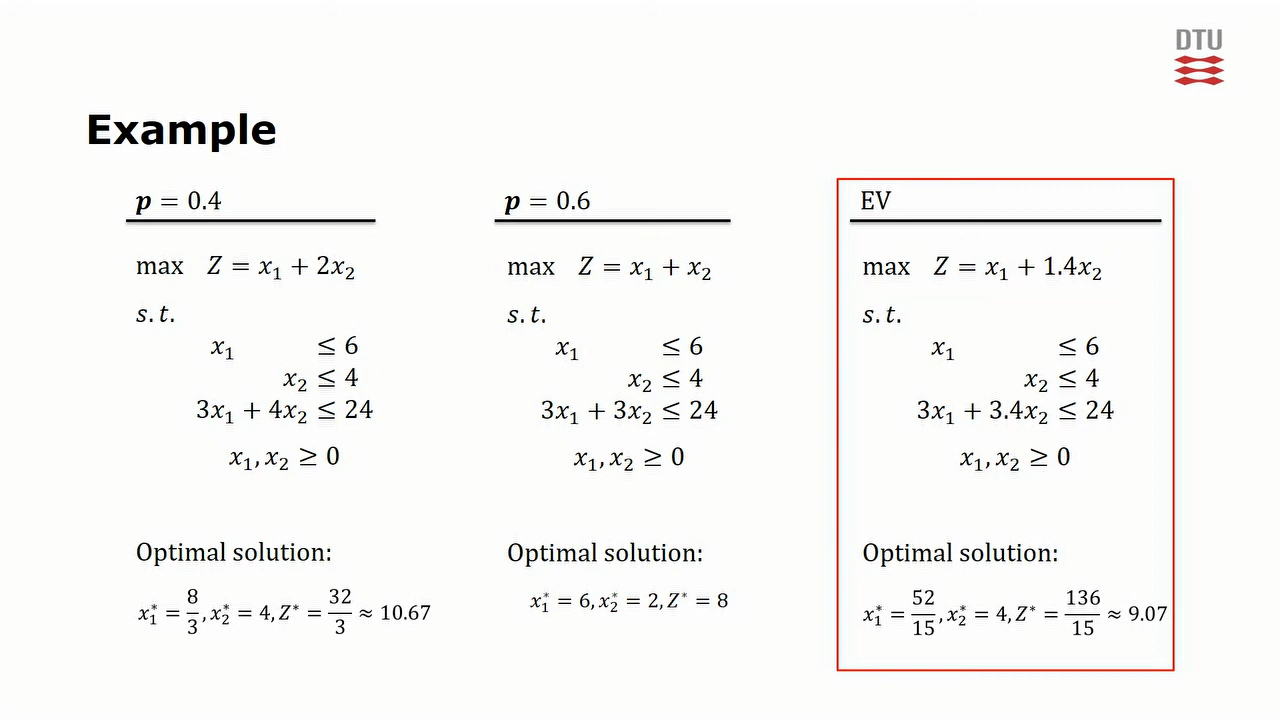 DTU
Example
p = 0.4
max Z = x₁ + 2x₂
s. t.
x₁ ≤ 6
x₂ ≤ 4
3x₁ + 4x₂ ≤ 24
x₁, x₂ ≥ 0
Optimal solution:
x₁* = 8/3, x₂* = 4, Z* = 32/3 ≈ 10.67
p = 0.6
max Z = x₁ + x₂
s. t.
x₁ ≤ 6
x₂ ≤ 4
3x₁ + 3x₂ ≤ 24
x₁, x₂ ≥ 0
Optimal solution:
x₁* = 6, x₂* = 2, Z* = 8
EV
max Z = x₁ + 1.4x₂
s. t.
x₁ ≤ 6
x₂ ≤ 4
3x₁ + 3.4x₂ ≤ 24
x₁, x₂ ≥ 0
Optimal solution:
x₁* = 52/15, x₂* = 4, Z* = 136/15 ≈ 9.07